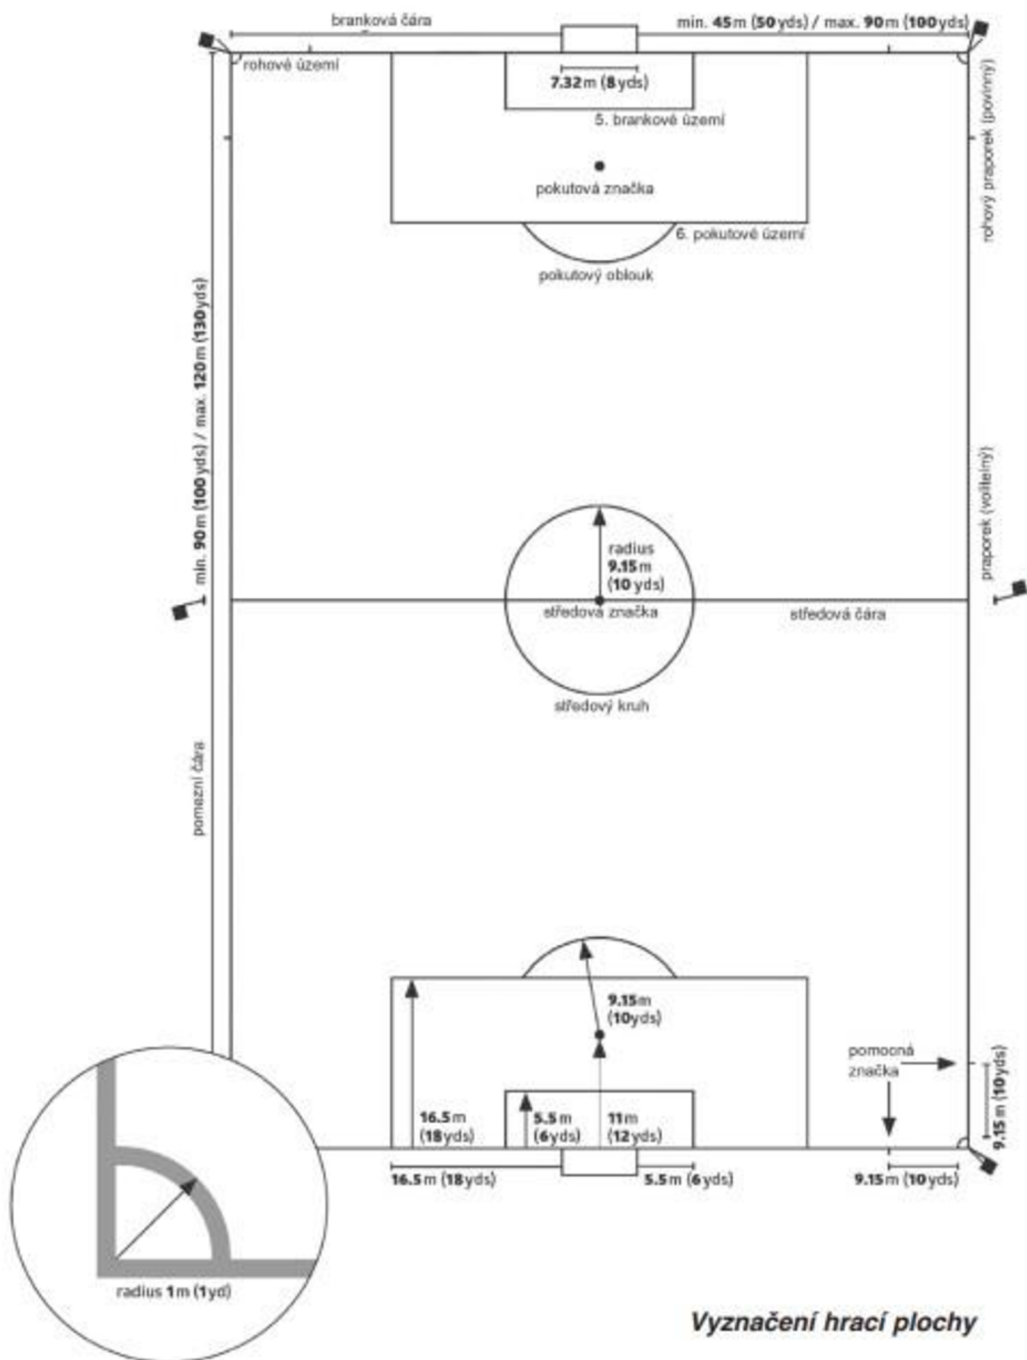 branková čára
min. 45m (50yds) / max. 90m (100yds)
rohové území
7.32m (8yds)
5. brankové území
pokutová značka
6. pokutové území
pokutový oblouk
rohový praporek (povinný)
min. 90m (100yds) / max. 120m (130yds)
praporek (volitelný)
radius
9.15m
(10 yds)
středová značka
středová čára
středový kruh
pomezní čára
9.15m
(10yds)
pomocná
značka
9.15m (10yds)
16.5m
(18yds)
5.5m
(6yds)
11m
(12yds)
16.5m (18yds)
5.5m (6yds)
9.15m (10yds)
radius 1m (1yd)
Vyznačení hrací plochy